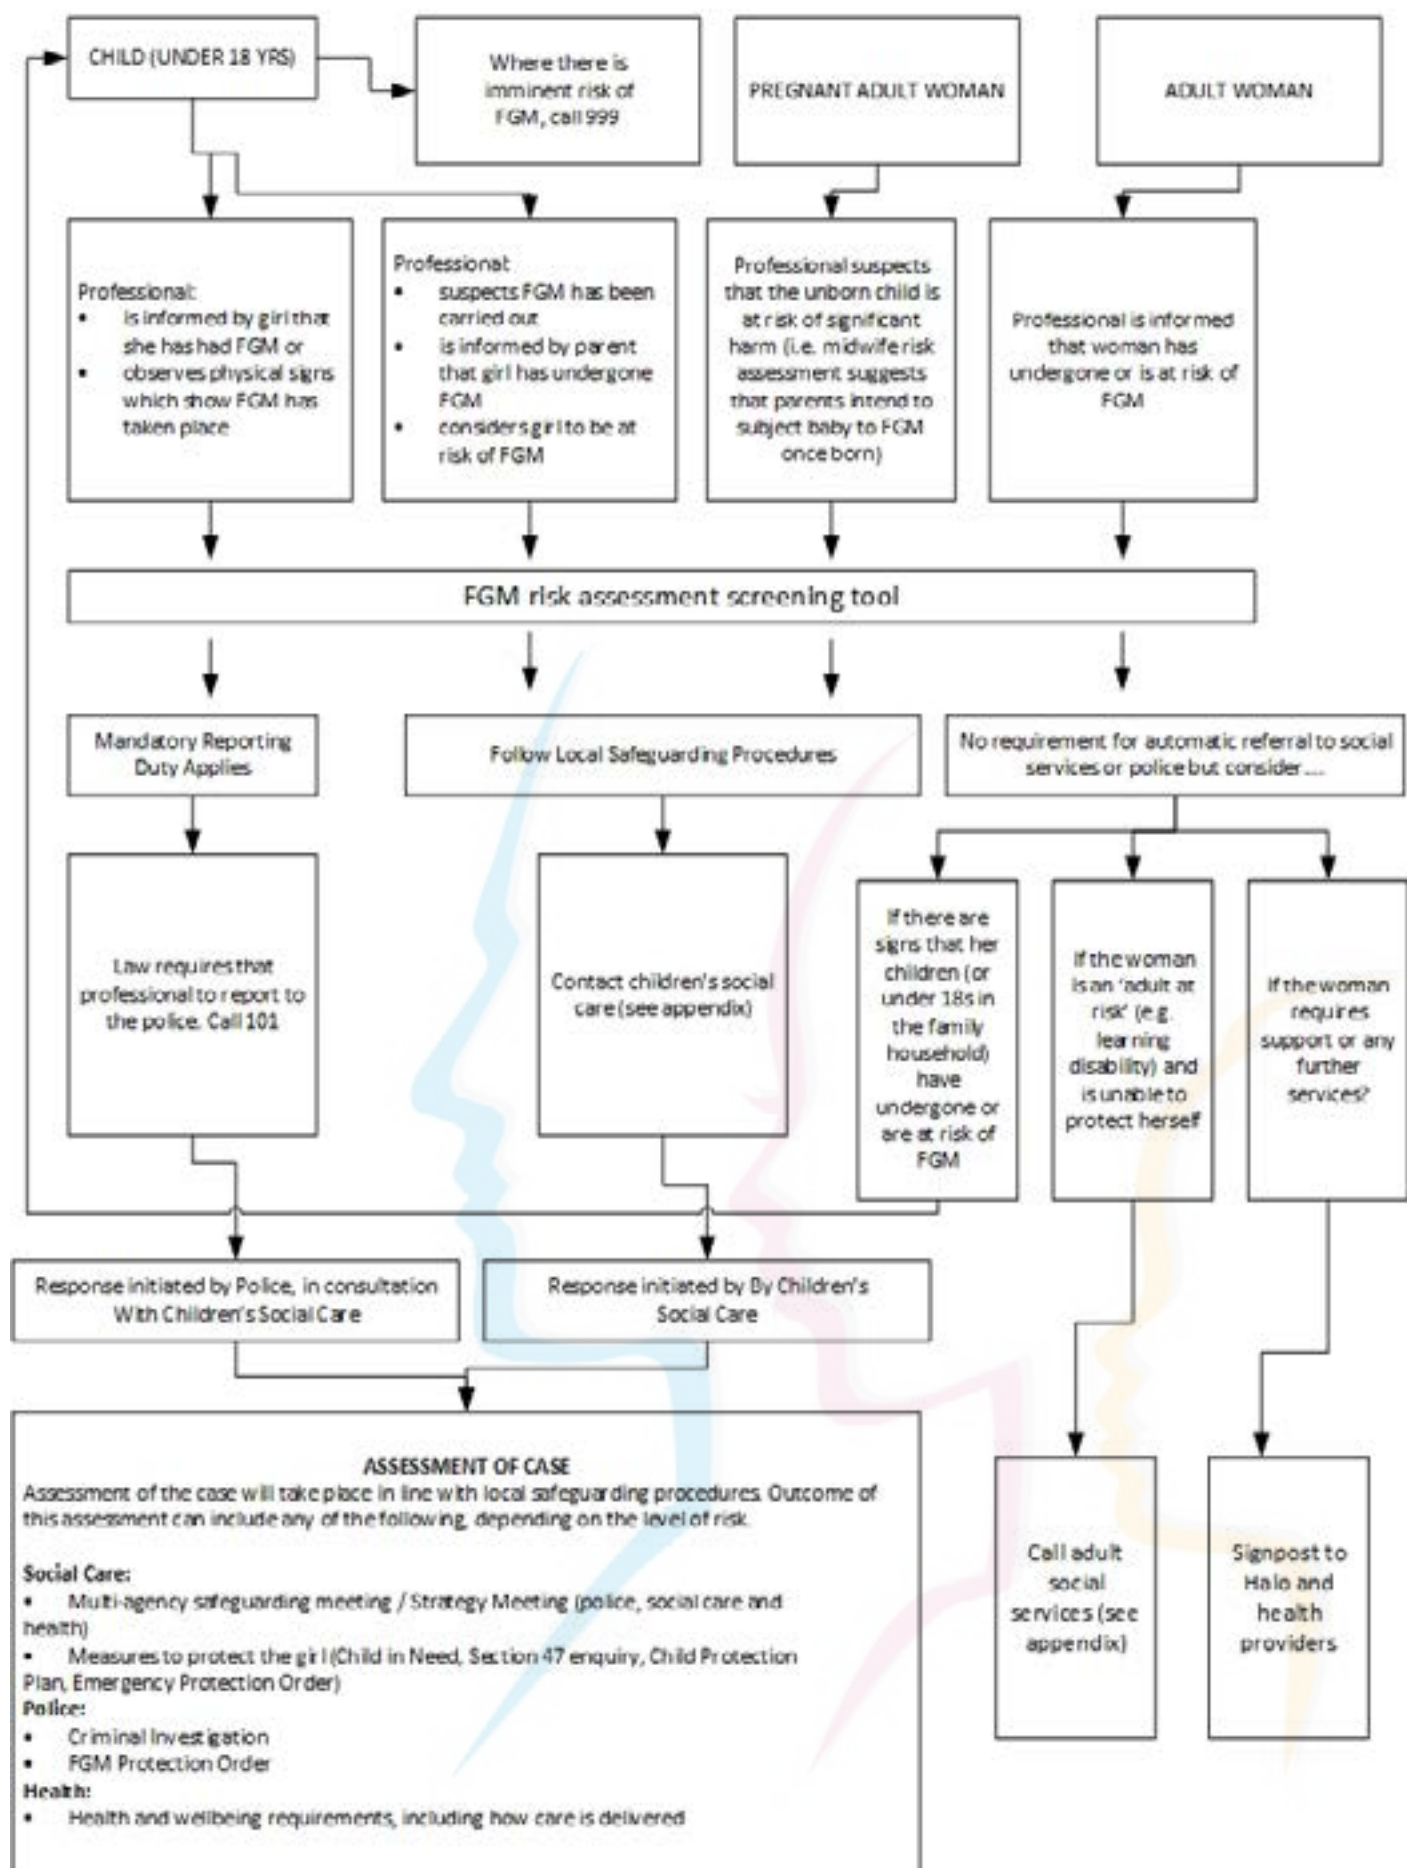 CHILD (UNDER 18 YRS)
Where there is
imminent risk of
FGM, call 999
PREGNANT ADULT WOMAN
ADULT WOMAN
Professional:
• is informed by girl that
she has had FGM or
• observes physical signs
which show FGM has
taken place
Professional:
• suspects FGM has been
carried out
• is informed by parent
that girl has undergone
FGM
• considers girl to be at
risk of FGM
Professional suspects
that the unborn child is
at risk of significant
harm (i.e. midwife risk
assessment suggests
that parents intend to
subject baby to FGM
once born)
Professional is informed
that woman has
undergone or is at risk of
FGM
FGM risk assessment screening tool
Mandatory Reporting
Duty Applies
Follow Local Safeguarding Procedures
No requirement for automatic referral to social
services or police but consider....
Law requires that
professional to report to
the police. Call 101
Contact children's social
care (see appendix)
If there are
signs that her
children (or
under 18s in
the family
household)
have
undergone or
are at risk of
FGM
If the woman
is an 'adult at
risk' (e.g.
learning
disability) and
is unable to
protect herself
If the woman
requires
support or any
further
services?
Response initiated by Police, in consultation
With Children's Social Care
Response initiated by By Children's
Social Care
ASSESSMENT OF CASE
Assessment of the case will take place in line with local safeguarding procedures. Outcome of
this assessment can include any of the following, depending on the level of risk.
Social Care:
• Multi-agency safeguarding meeting / Strategy Meeting (police, social care and
health)
• Measures to protect the girl (Child in Need, Section 47 enquiry, Child Protection
Plan, Emergency Protection Order)
Police:
• Criminal Investigation
• FGM Protection Order
Health:
• Health and wellbeing requirements, including how care is delivered
Call adult
social
services (see
appendix)
Signpost to
Halo and
health
providers